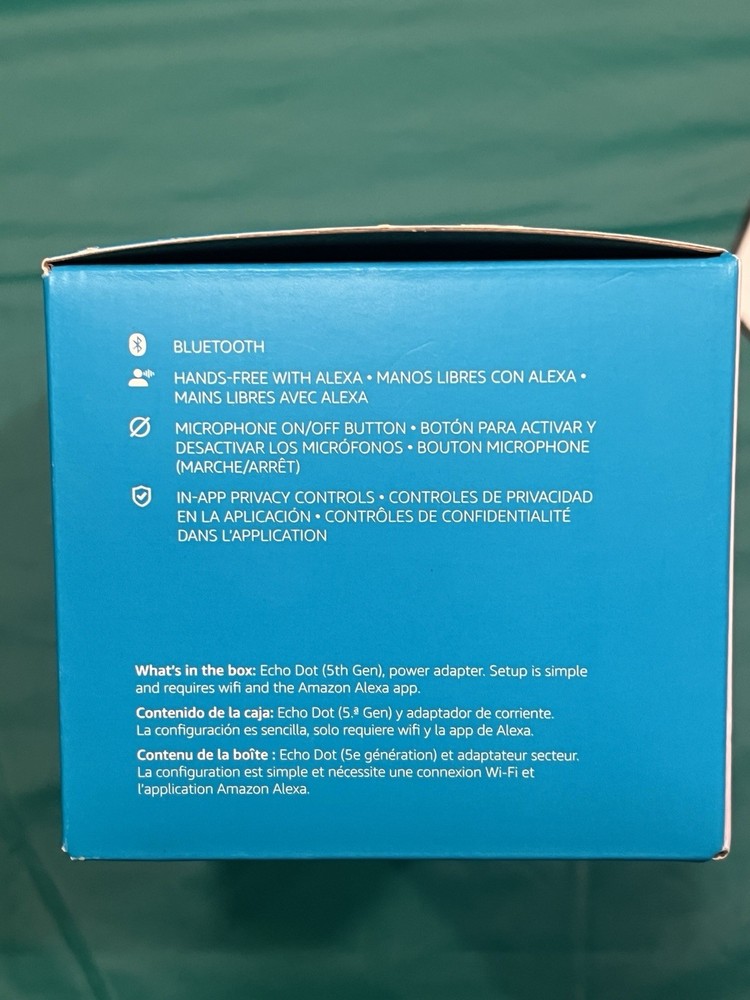 BLUETOOTH
HANDS-FREE WITH ALEXA • MANOS LIBRES CON ALEXA •
MAINS LIBRES AVEC ALEXA
MICROPHONE ON/OFF BUTTON • BOTÓN PARA ACTIVAR Y
DESACTIVAR LOS MICRÓFONOS • BOUTON MICROPHONE
(MARCHE/ARRÊT)
IN-APP PRIVACY CONTROLS • CONTROLES DE PRIVACIDAD
EN LA APLICACIÓN • CONTRÔLES DE CONFIDENTIALITÉ
DANS L'APPLICATION
What's in the box: Echo Dot (5th Gen), power adapter. Setup is simple
and requires wifi and the Amazon Alexa app.
Contenido de la caja: Echo Dot (5.ª Gen) y adaptador de corriente.
La configuración es sencilla, solo requiere wifi y la app de Alexa.
Contenu de la boîte : Echo Dot (5e génération) et adaptateur secteur.
La configuration est simple et nécessite une connexion Wi-Fi et
l'application Amazon Alexa.